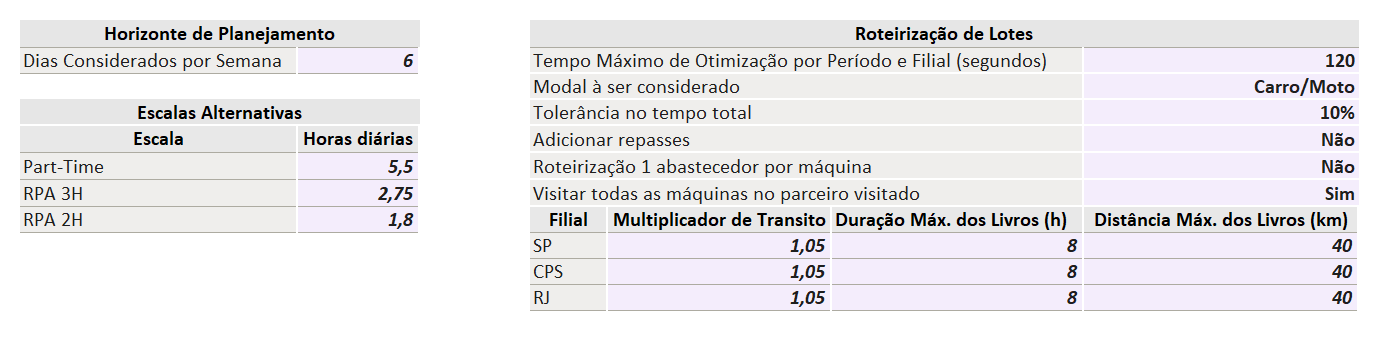 Horizonte de Planejamento
Dias Considerados por Semana 6
Escalas Alternativas
Escala Horas diárias
Part-Time 5,5
RPA 3H 2,75
RPA 2H 1,8
Roteirização de Lotes
Tempo Máximo de Otimização por Período e Filial (segundos) 120
Modal à ser considerado Carro/Moto
Tolerância no tempo total 10%
Adicionar repasses Não
Roteirização 1 abastecedor por máquina Não
Visitar todas as máquinas no parceiro visitado Sim
Filial Multiplicador de Transito Duração Máx. dos Livros (h) Distância Máx. dos Livros (km)
SP 1,05 8 40
CPS 1,05 8 40
RJ 1,05 8 40